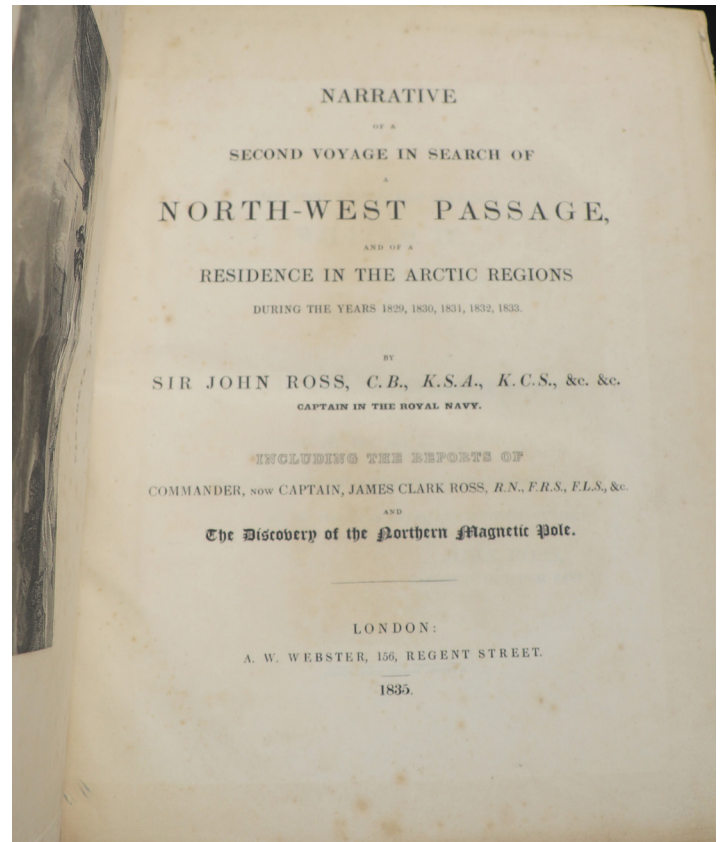 NARRATIVE
OF A
SECOND VOYAGE IN SEARCH OF
A
NORTH-WEST PASSAGE,
AND OF A
RESIDENCE IN THE ARCTIC REGIONS
DURING THE YEARS 1829, 1830, 1831, 1832, 1833.
BY
SIR JOHN ROSS, C.B., K.S.A., K.C.S., &c. &c.
CAPTAIN IN THE ROYAL NAVY.
INCLUDING THE REPORTS OF
COMMANDER, NOW CAPTAIN, JAMES CLARK ROSS, R.N., F.R.S., F.L.S., &c.
AND
The Discovery of the Northern Magnetic Pole.
LONDON:
A. W. WEBSTER, 156, REGENT STREET.
1835.